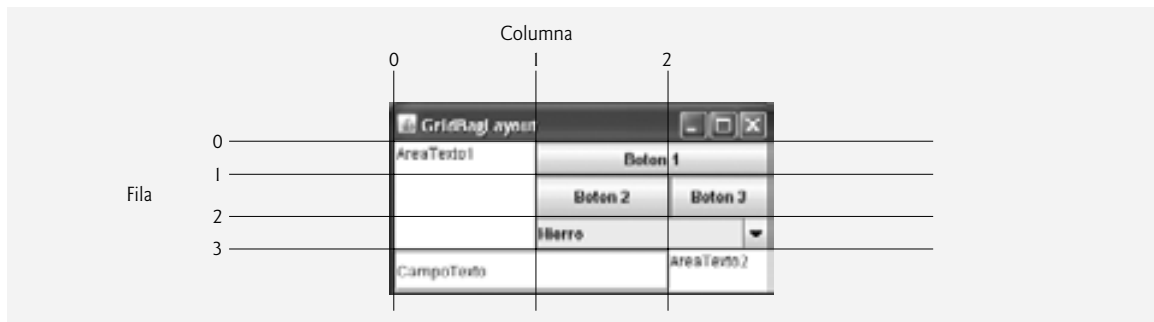 Columna
0 1 2
GridBagLayout
0
AreaTexto1
Boton 1
1
Fila
Boton 2
Boton 3
2
Hierro
3
CampoTexto
AreaTexto2